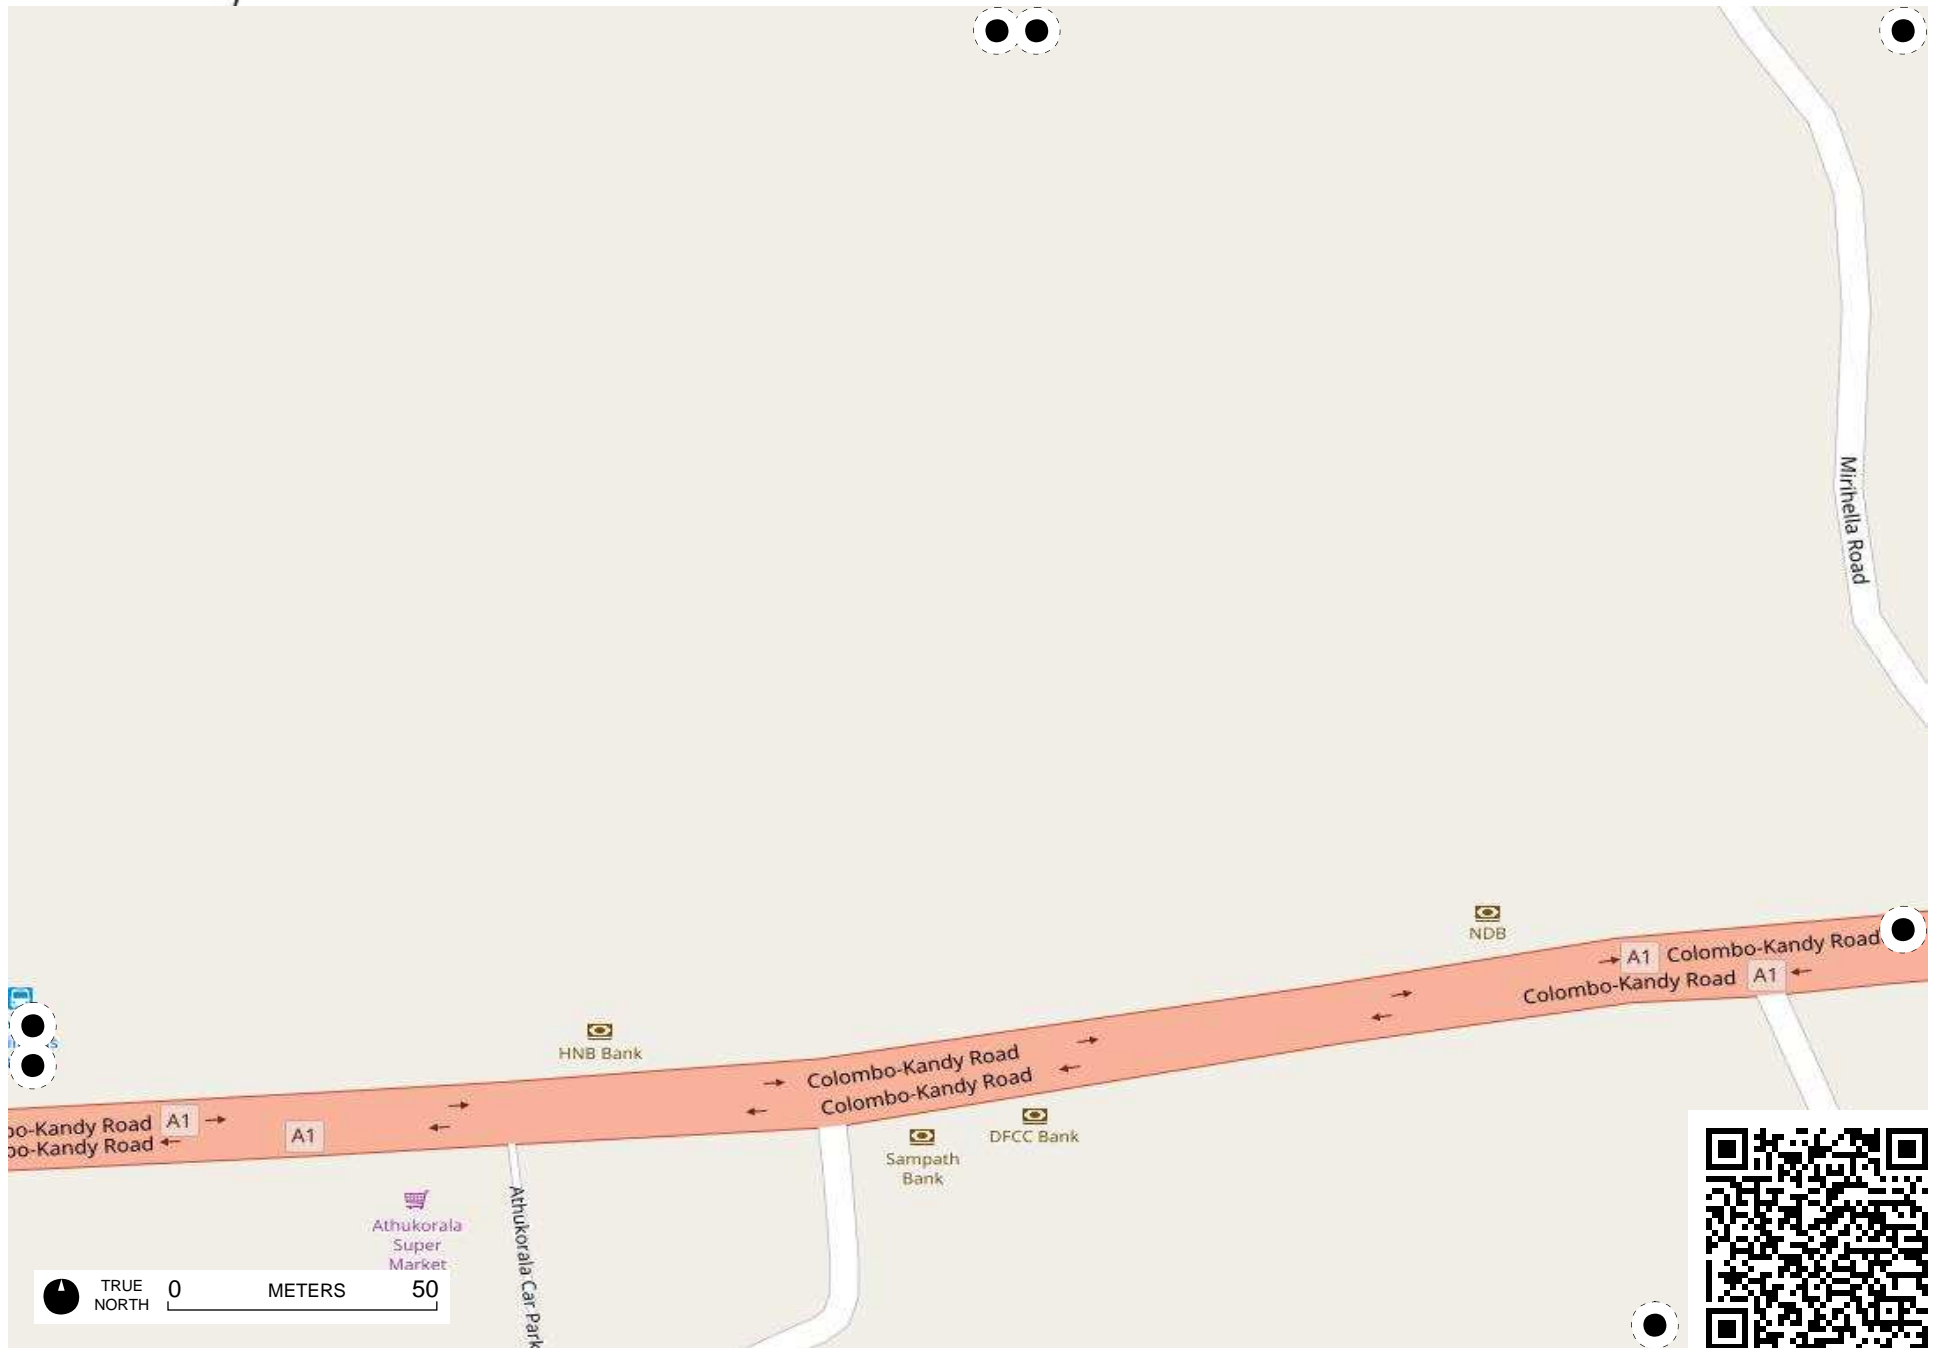 Mirihella Road
NDB
A1 Colombo-Kandy Road
Colombo-Kandy Road A1
HNB Bank
Colombo-Kandy Road
Colombo-Kandy Road
oo-Kandy Road A1
oo-Kandy Road
A1
DFCC Bank
Sampath
Bank
Athukorala
Super
Market
Athukorala Car Park
TRUE
NORTH
0 METERS 50